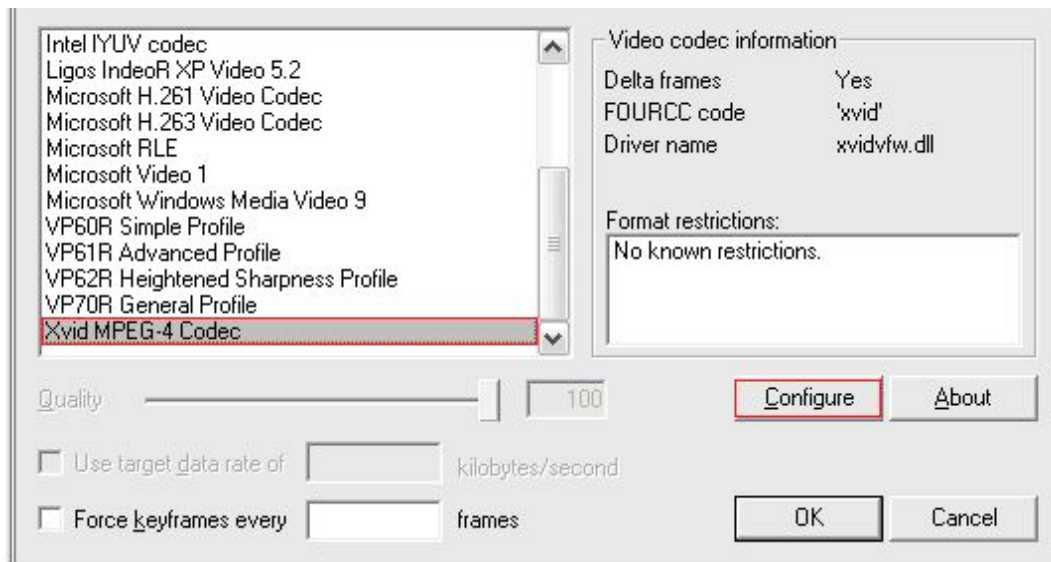 Intel IYUV codec
Ligos IndeoR XP Video 5.2
Microsoft H.261 Video Codec
Microsoft H.263 Video Codec
Microsoft RLE
Microsoft Video 1
Microsoft Windows Media Video 9
VP60R Simple Profile
VP61R Advanced Profile
VP62R Heightened Sharpness Profile
VP70R General Profile
Xvid MPEG-4 Codec
Video codec information
Delta frames Yes
FOURCC code 'xvid'
Driver name xvidvfw.dll
Format restrictions:
No known restrictions.
Quality 100
Configure About
Use target data rate of kilobytes/second
Force keyframes every frames
OK Cancel